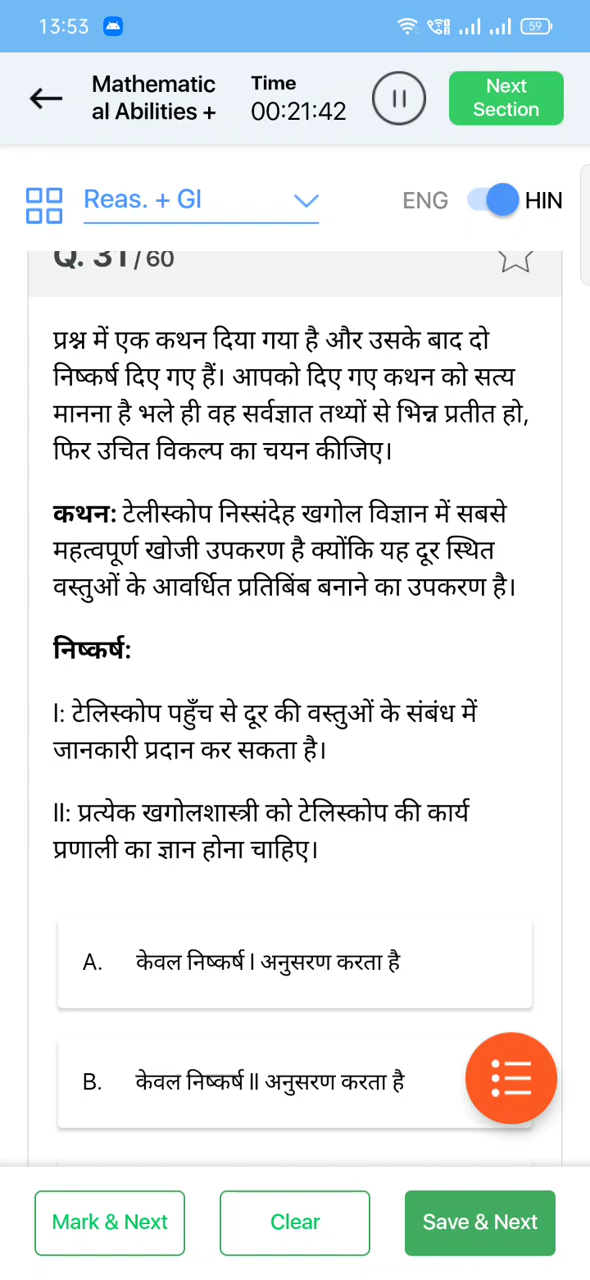 13:53
59
Mathematic
al Abilities +
Time
00:21:42
Next
Section
Reas. + GI
ENG
HIN
Q. 31/60
प्रश्न में एक कथन दिया गया है और उसके बाद दो
निष्कर्ष दिए गए हैं। आपको दिए गए कथन को सत्य
मानना है भले ही वह सर्वज्ञात तथ्यों से भिन्न प्रतीत हो,
फिर उचित विकल्प का चयन कीजिए।
कथन: टेलीस्कोप निस्संदेह खगोल विज्ञान में सबसे
महत्वपूर्ण खोजी उपकरण है क्योंकि यह दूर स्थित
वस्तुओं के आवर्धित प्रतिबिंब बनाने का उपकरण है।
निष्कर्ष:
I: टेलिस्कोप पहुँच से दूर की वस्तुओं के संबंध में
जानकारी प्रदान कर सकता है।
II: प्रत्येक खगोलशास्त्री को टेलिस्कोप की कार्य
प्रणाली का ज्ञान होना चाहिए।
A. केवल निष्कर्ष I अनुसरण करता है
B. केवल निष्कर्ष II अनुसरण करता है
Mark & Next
Clear
Save & Next